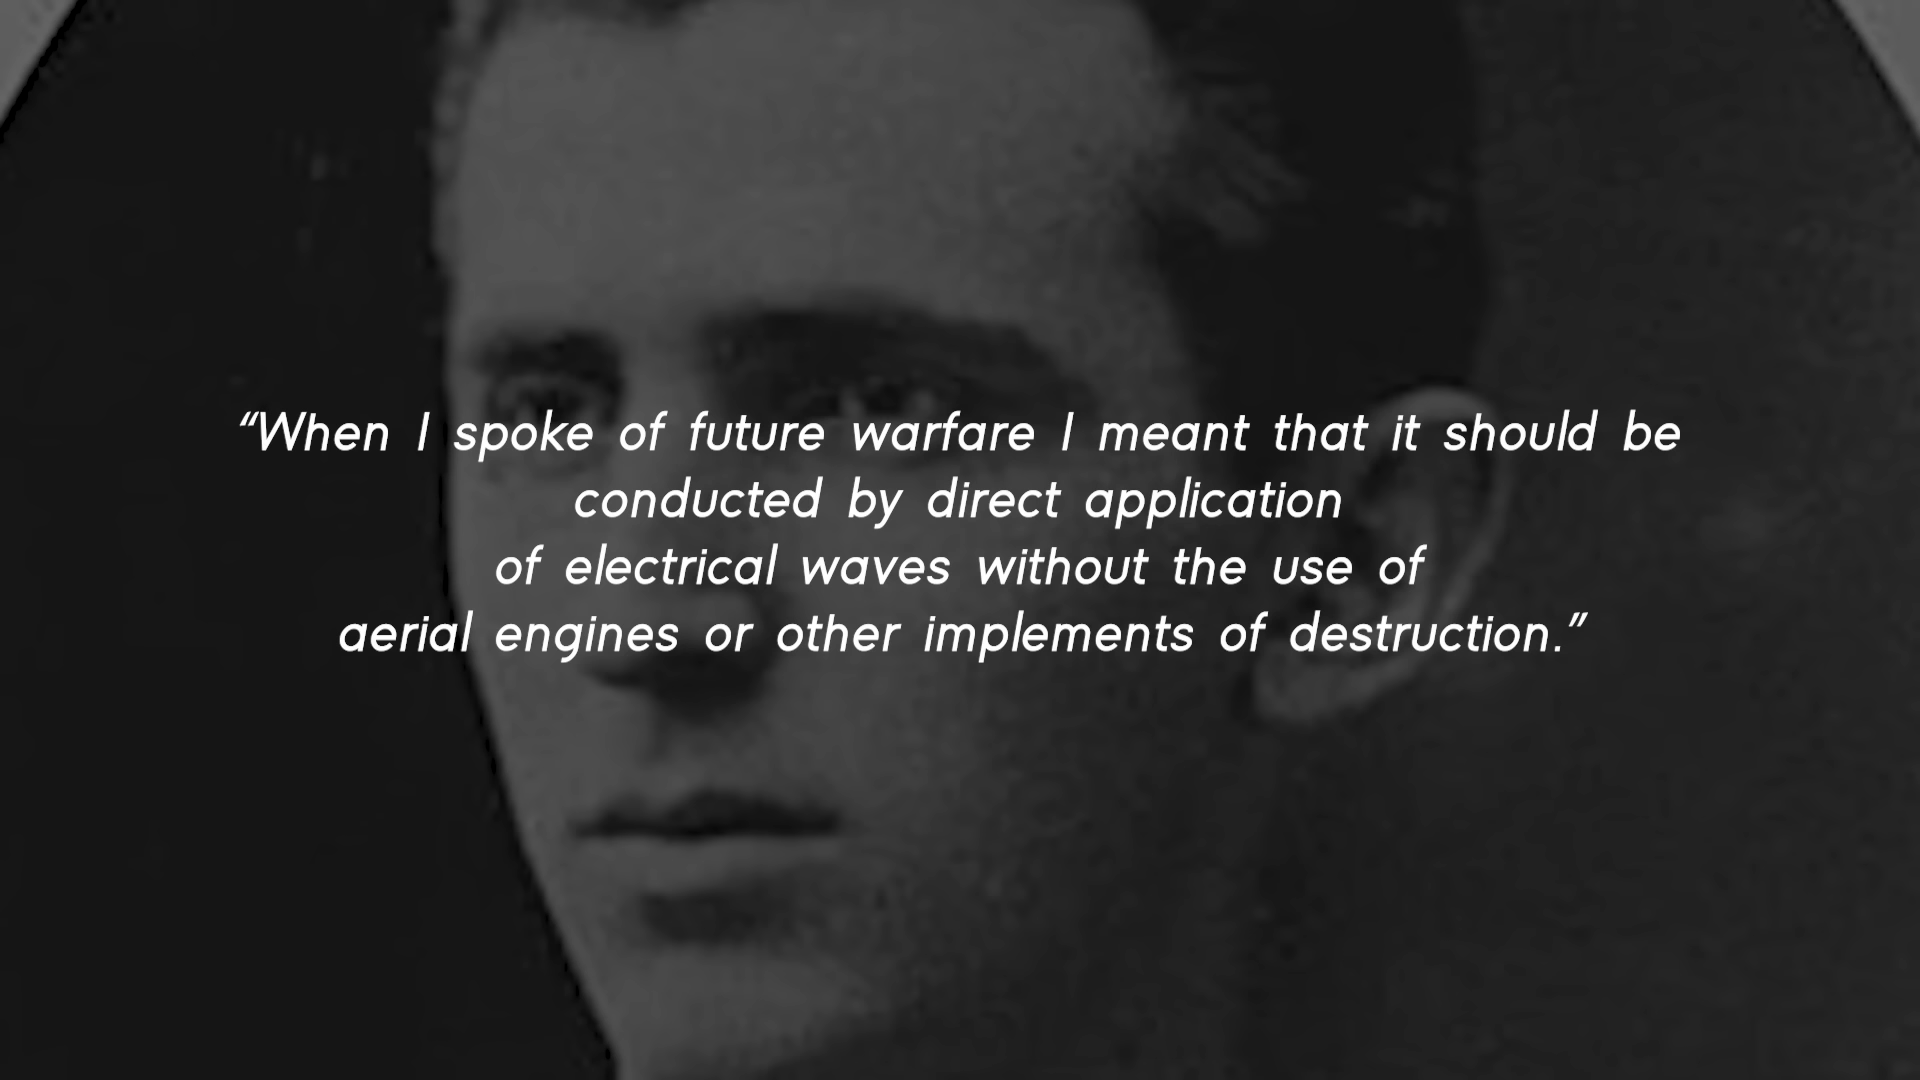 “When I spoke of future warfare I meant that it should be
conducted by direct application
of electrical waves without the use of
aerial engines or other implements of destruction.”